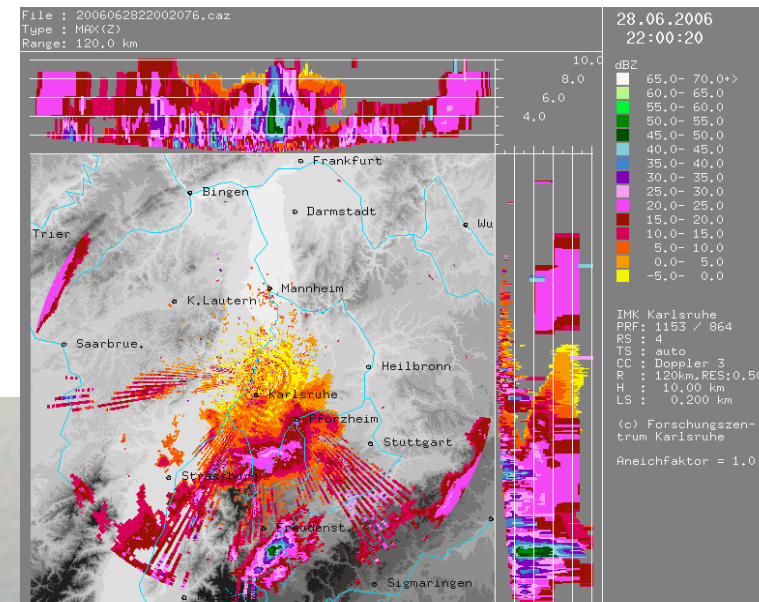 File : 2006062822002076.caz
Type : MAX(Z)
Range: 120.0 km
28.06.2006
22:00:20
10.0
8.0
6.0
4.0
dBZ
65.0- 70.0+>
60.0- 65.0
55.0- 60.0
50.0- 55.0
45.0- 50.0
40.0- 45.0
35.0- 40.0
30.0- 35.0
25.0- 30.0
20.0- 25.0
15.0- 20.0
10.0- 15.0
5.0- 10.0
0.0- 5.0
-5.0- 0.0
Frankfurt
Bingen
Darmstadt
Wu
Trier
Mannheim
K.Lautern
Saarbrue.
Heilbronn
Karlsruhe
Pforzheim
Stuttgart
Strassburg
Freudenst.
Sigmaringen
IMK Karlsruhe
PRF: 1153 / 864
RS : 4
TS : auto
CC : Doppler 3
R : 120km,RES:0.50
H : 10.00 km
LS : 0.200 km
(c) Forschungszen-
trum Karlsruhe
Aneichfaktor = 1.0